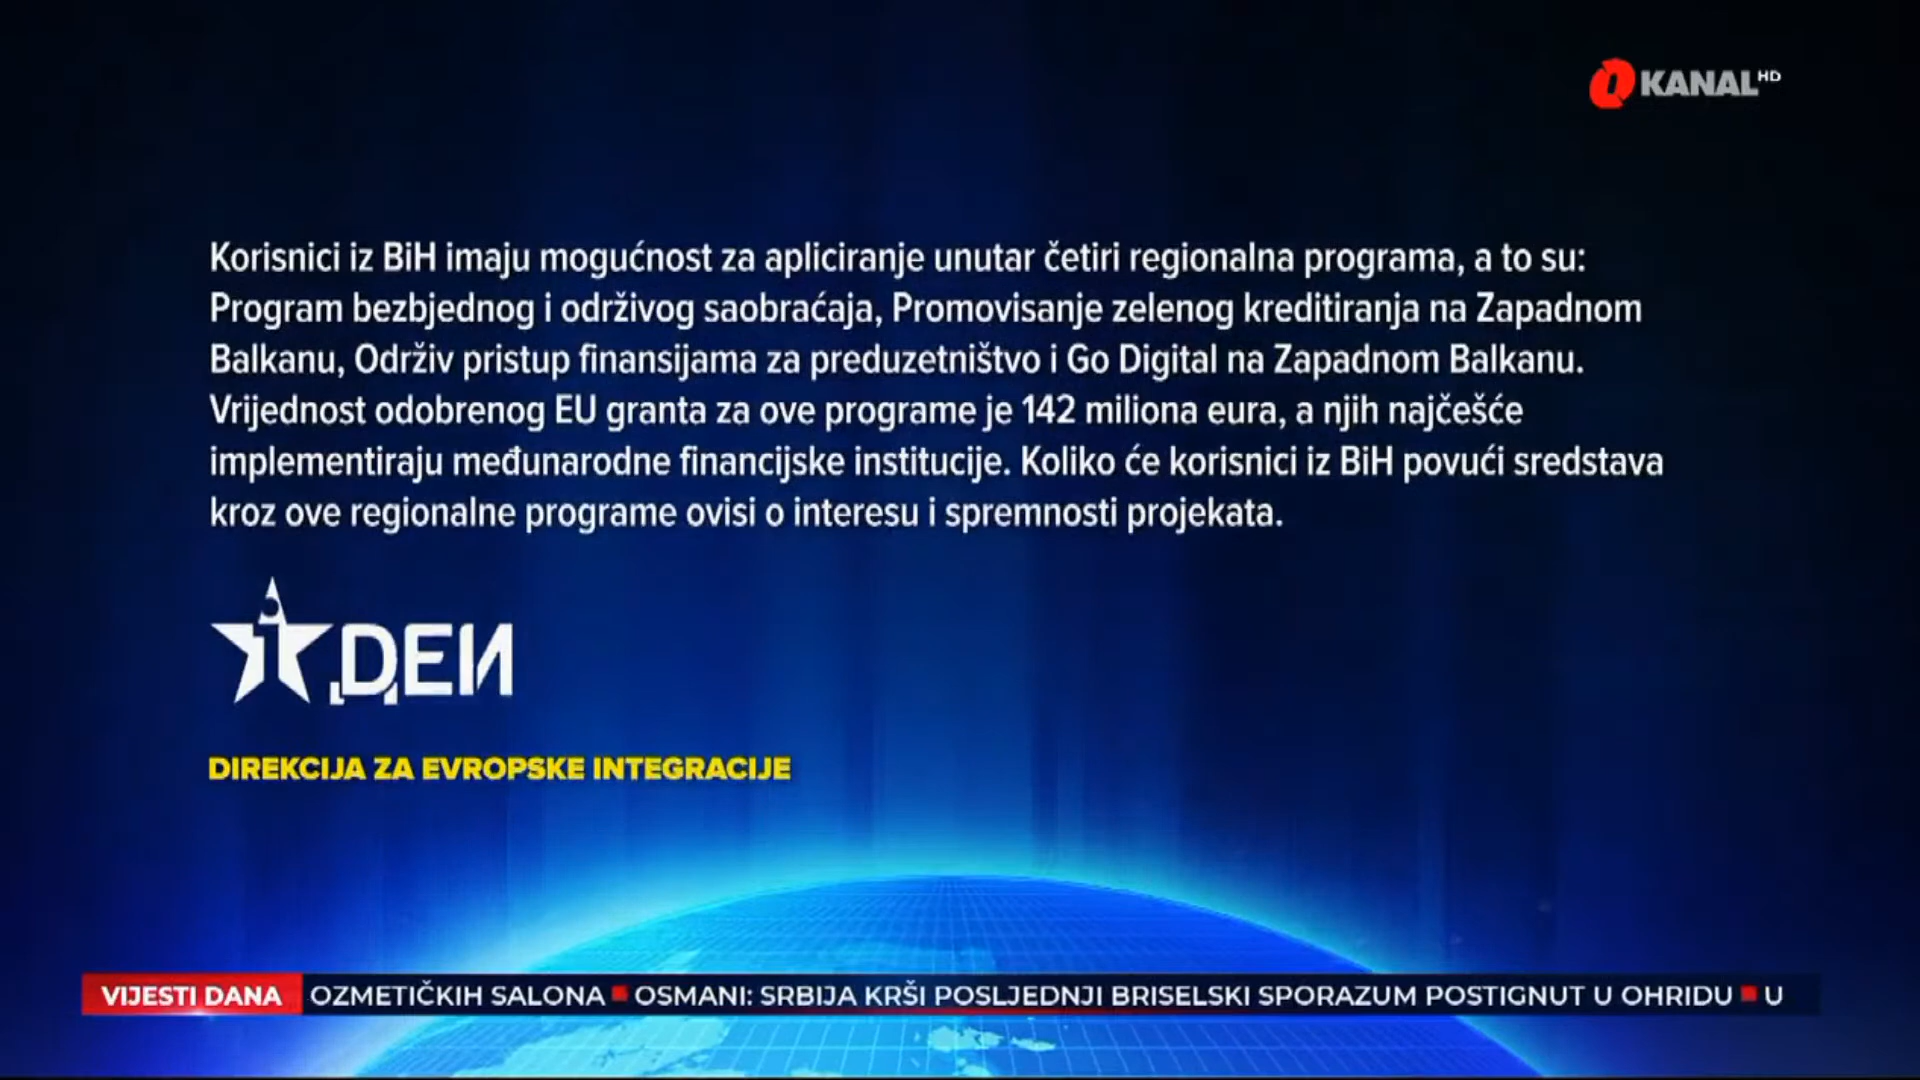 KANAL HD
Korisnici iz BiH imaju mogućnost za apliciranje unutar četiri regionalna programa, a to su:
Program bezbjednog i održivog saobraćaja, Promovisanje zelenog kreditiranja na Zapadnom
Balkanu, Održiv pristup finansijama za preduzetništvo i Go Digital na Zapadnom Balkanu.
Vrijednost odobrenog EU granta za ove programe je 142 miliona eura, a njih najčešće
implementiraju međunarodne financijske institucije. Koliko će korisnici iz BiH povući sredstava
kroz ove regionalne programe ovisi o interesu i spremnosti projekata.
ДЕИ
DIREKCIJA ZA EVROPSKE INTEGRACIJE
VIJESTI DANA OZMETIČKIH SALONA OSMANI: SRBIJA KRŠI POSLJEDNJI BRISELSKI SPORAZUM POSTIGNUT U OHRIDU U